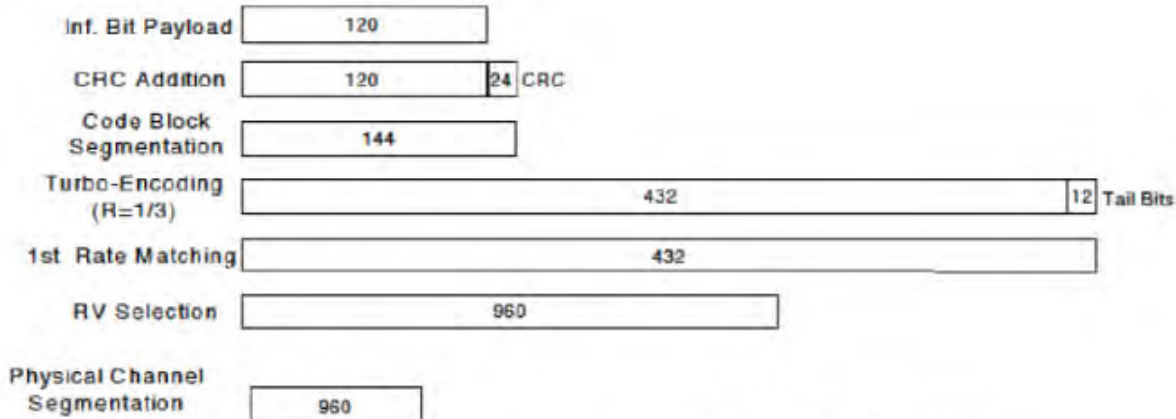 Inf. Bit Payload 120
CRC Addition 120 24 CRC
Code Block
Segmentation 144
Turbo-Encoding
(R=1/3) 432 12 Tail Bits
1st Rate Matching 432
RV Selection 960
Physical Channel
Segmentation 960